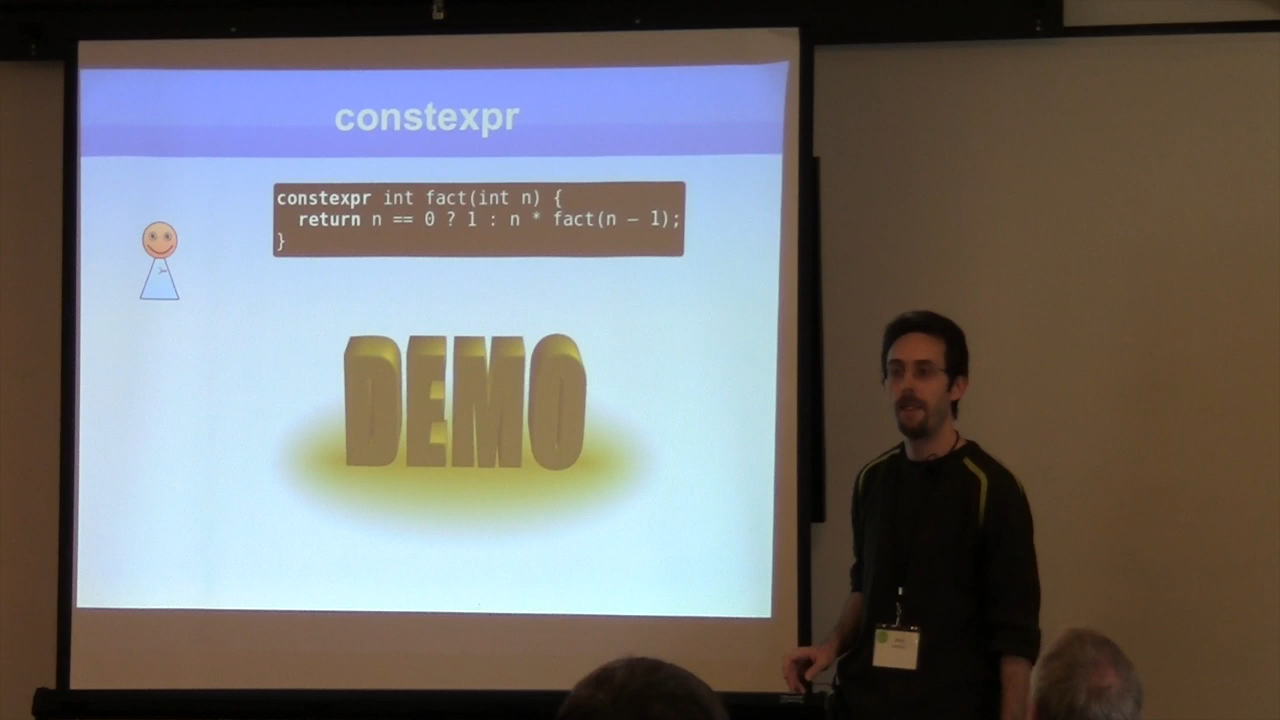 constexpr
constexpr int fact(int n) {
return n == 0 ? 1 : n * fact(n – 1);
}
DEMO